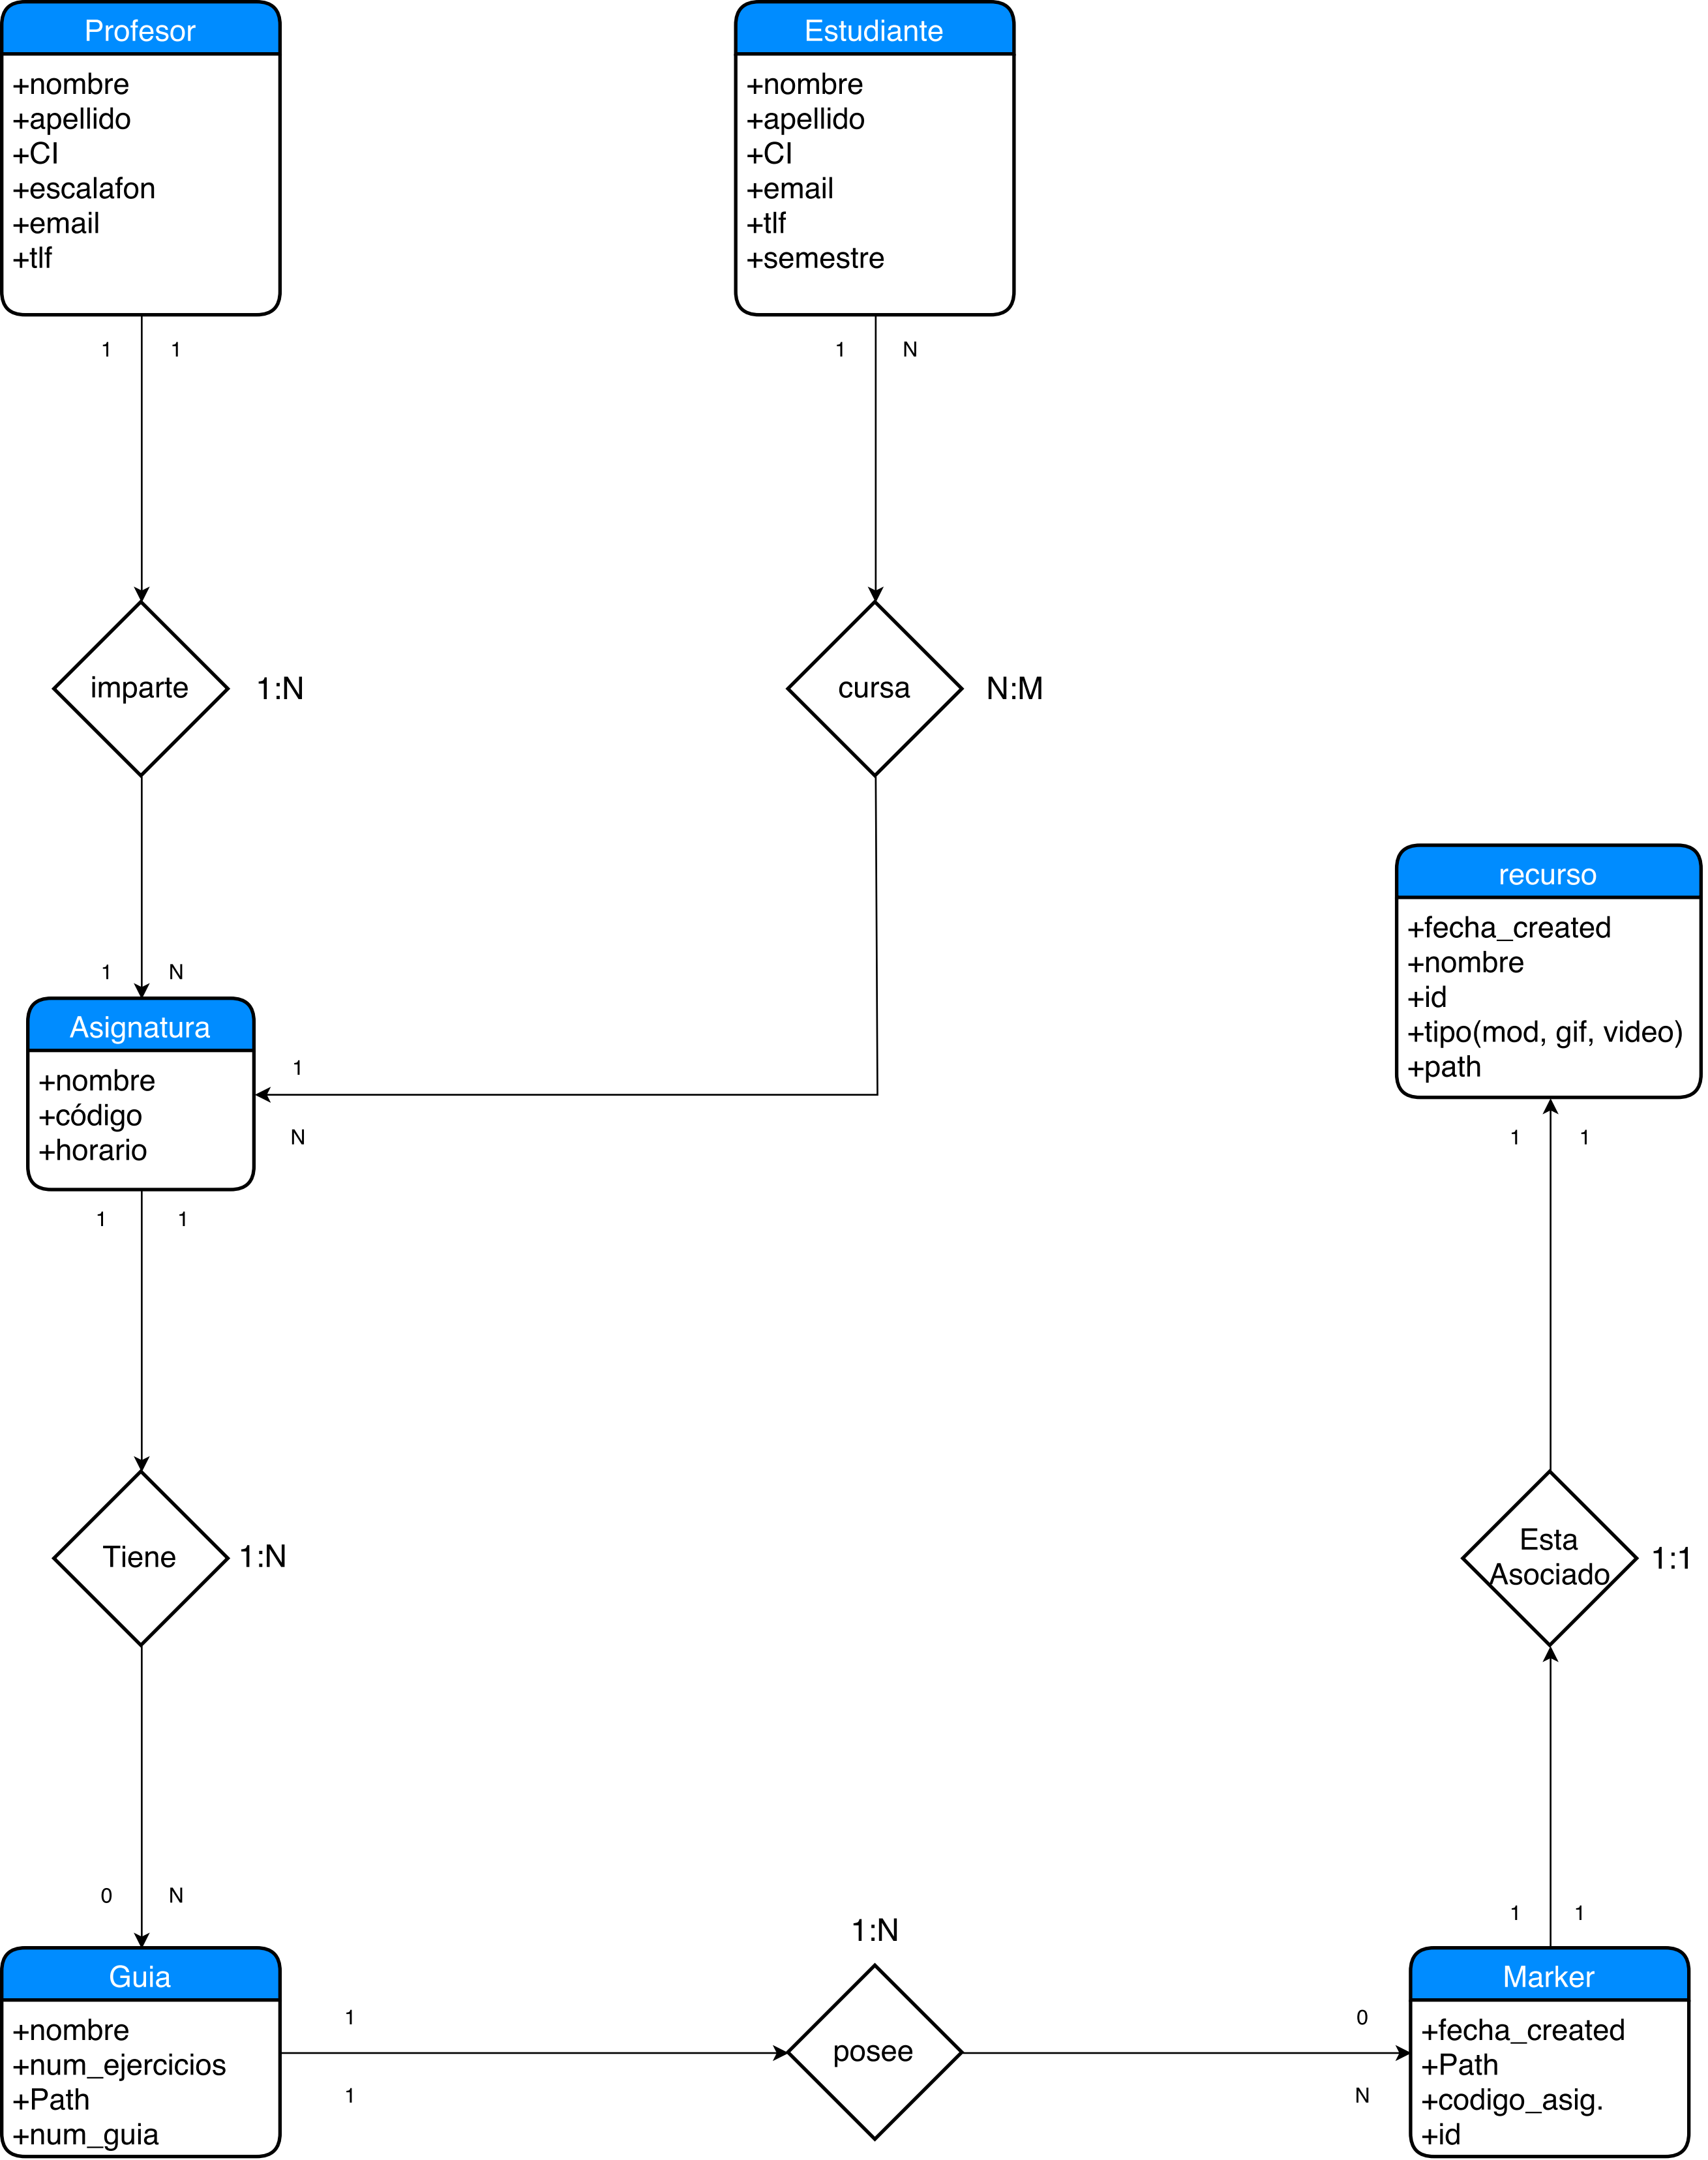 Profesor
+nombre
+apellido
+CI
+escalafon
+email
+tlf
Estudiante
+nombre
+apellido
+CI
+email
+tlf
+semestre
1 1
1 N
imparte
1:N
cursa
N:M
recurso
+fecha_created
+nombre
+id
+tipo(mod, gif, video)
+path
1 N
Asignatura
+nombre
+código
+horario
1
N
1 1
1 1
Tiene
1:N
Esta
Asociado
1:1
0 N
1 1
Guia
+nombre
+num_ejercicios
+Path
+num_guia
1
1
1:N
posee
0
N
Marker
+fecha_created
+Path
+codigo_asig.
+id